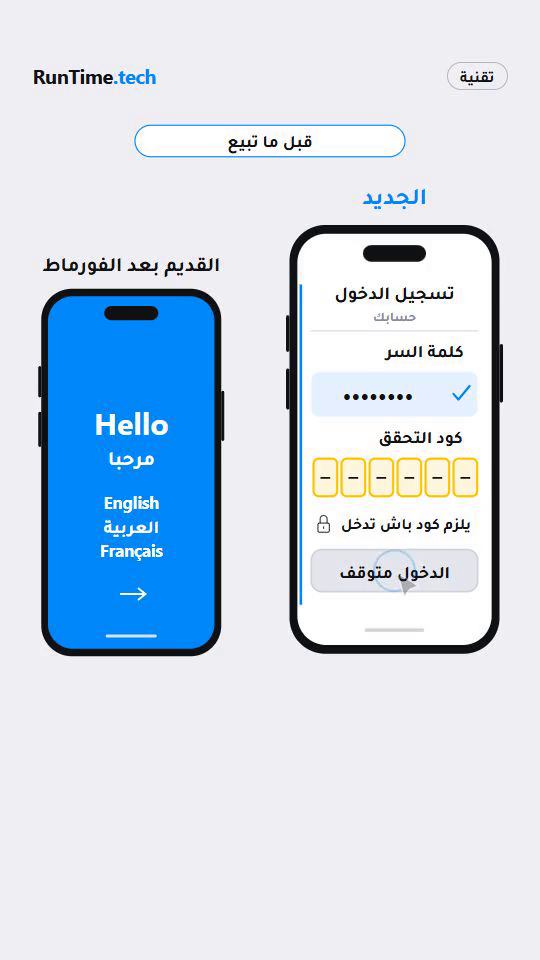 RunTime.tech
تقنية
قبل ما تبيع
الجديد
القديم بعد الفورماط
تسجيل الدخول
حسابك
كلمة السر
••••••••
كود التحقق
– – – – – –
يلزم كود باش تدخل
الدخول متوقف
Hello
مرحبا
English
العربية
Français